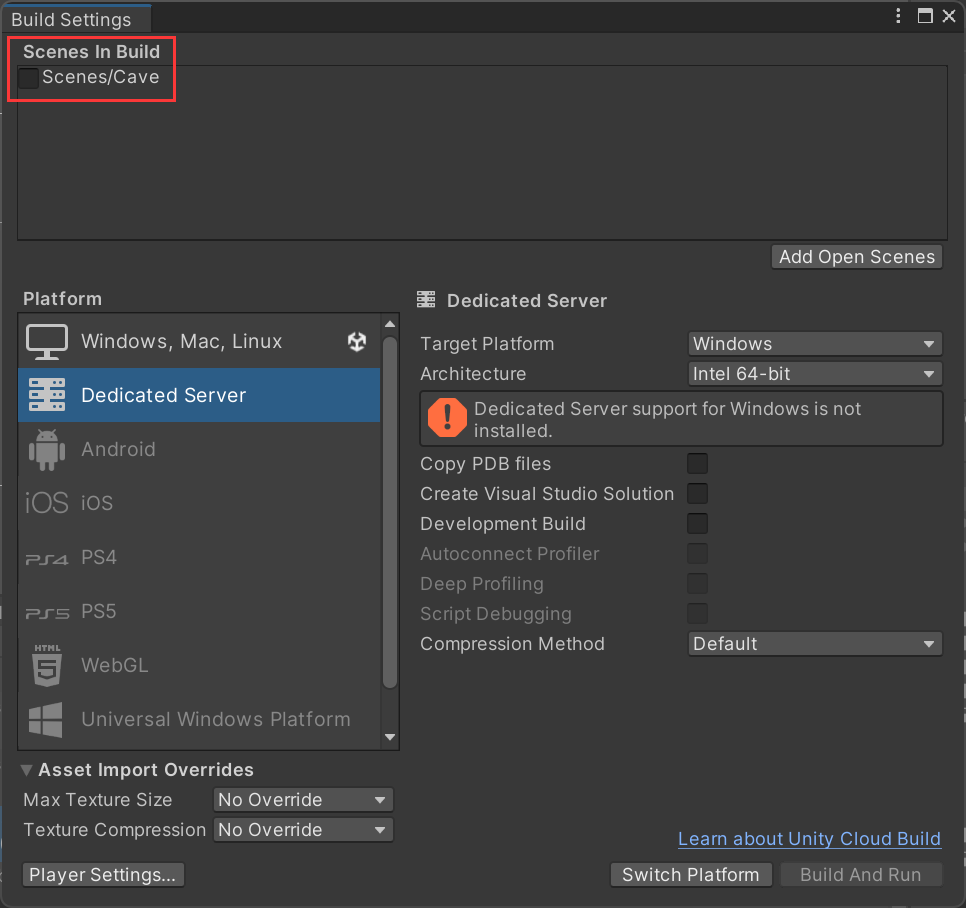 Build Settings
Scenes In Build
Scenes/Cave
Add Open Scenes
Platform
Windows, Mac, Linux
Dedicated Server
Android
iOS iOS
PS4 PS4
PS5 PS5
HTML 5 WebGL
Universal Windows Platform
Dedicated Server
Target Platform Windows
Architecture Intel 64-bit
! Dedicated Server support for Windows is not
installed.
Copy PDB files
Create Visual Studio Solution
Development Build
Autoconnect Profiler
Deep Profiling
Script Debugging
Compression Method Default
Asset Import Overrides
Max Texture Size No Override
Texture Compression No Override
Learn about Unity Cloud Build
Player Settings... Switch Platform Build And Run